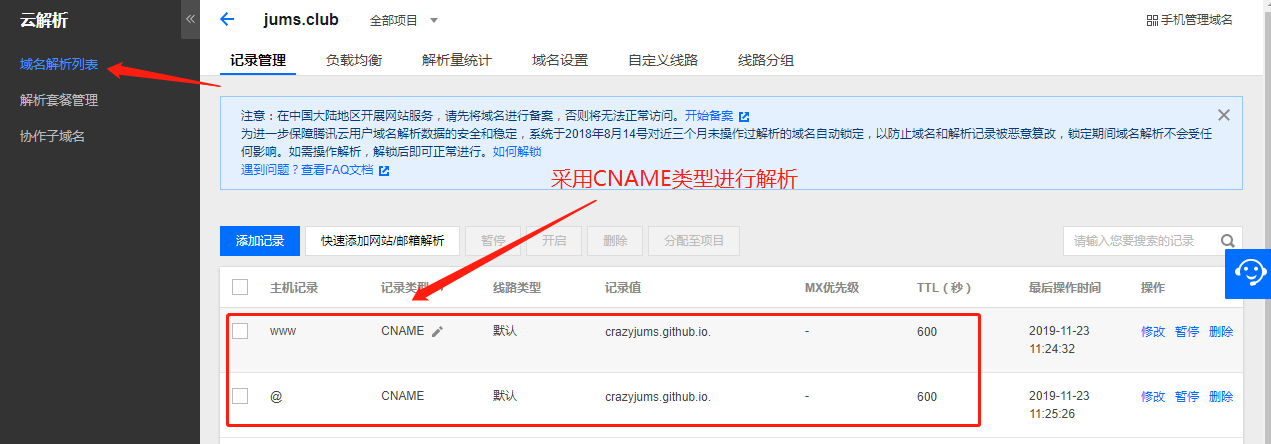 云解析
«
jums.club 全部项目
手机管理域名
域名解析列表
解析套餐管理
协作子域名
记录管理 负载均衡 解析量统计 域名设置 自定义线路 线路分组
注意：在中国大陆地区开展网站服务，请先将域名进行备案，否则将无法正常访问。开始备案
为进一步保障腾讯云用户域名解析数据的安全和稳定，系统于2018年8月14号对近三个月未操作过解析的域名自动锁定，以防止域名和解析记录被恶意篡改，锁定期间域名解析不会受任
何影响。如需操作解析，解锁后即可正常进行。如何解锁
遇到问题？查看FAQ文档
采用CNAME类型进行解析
添加记录 快速添加网站/邮箱解析 暂停 开启 删除 分配至项目 请输入您要搜索的记录
主机记录 记录类型 线路类型 记录值 MX优先级 TTL（秒） 最后操作时间 操作
www CNAME 默认 crazyjums.github.io. - 600 2019-11-23 修改 暂停 删除
11:24:32
@ CNAME 默认 crazyjums.github.io. - 600 2019-11-23 修改 暂停 删除
11:25:26